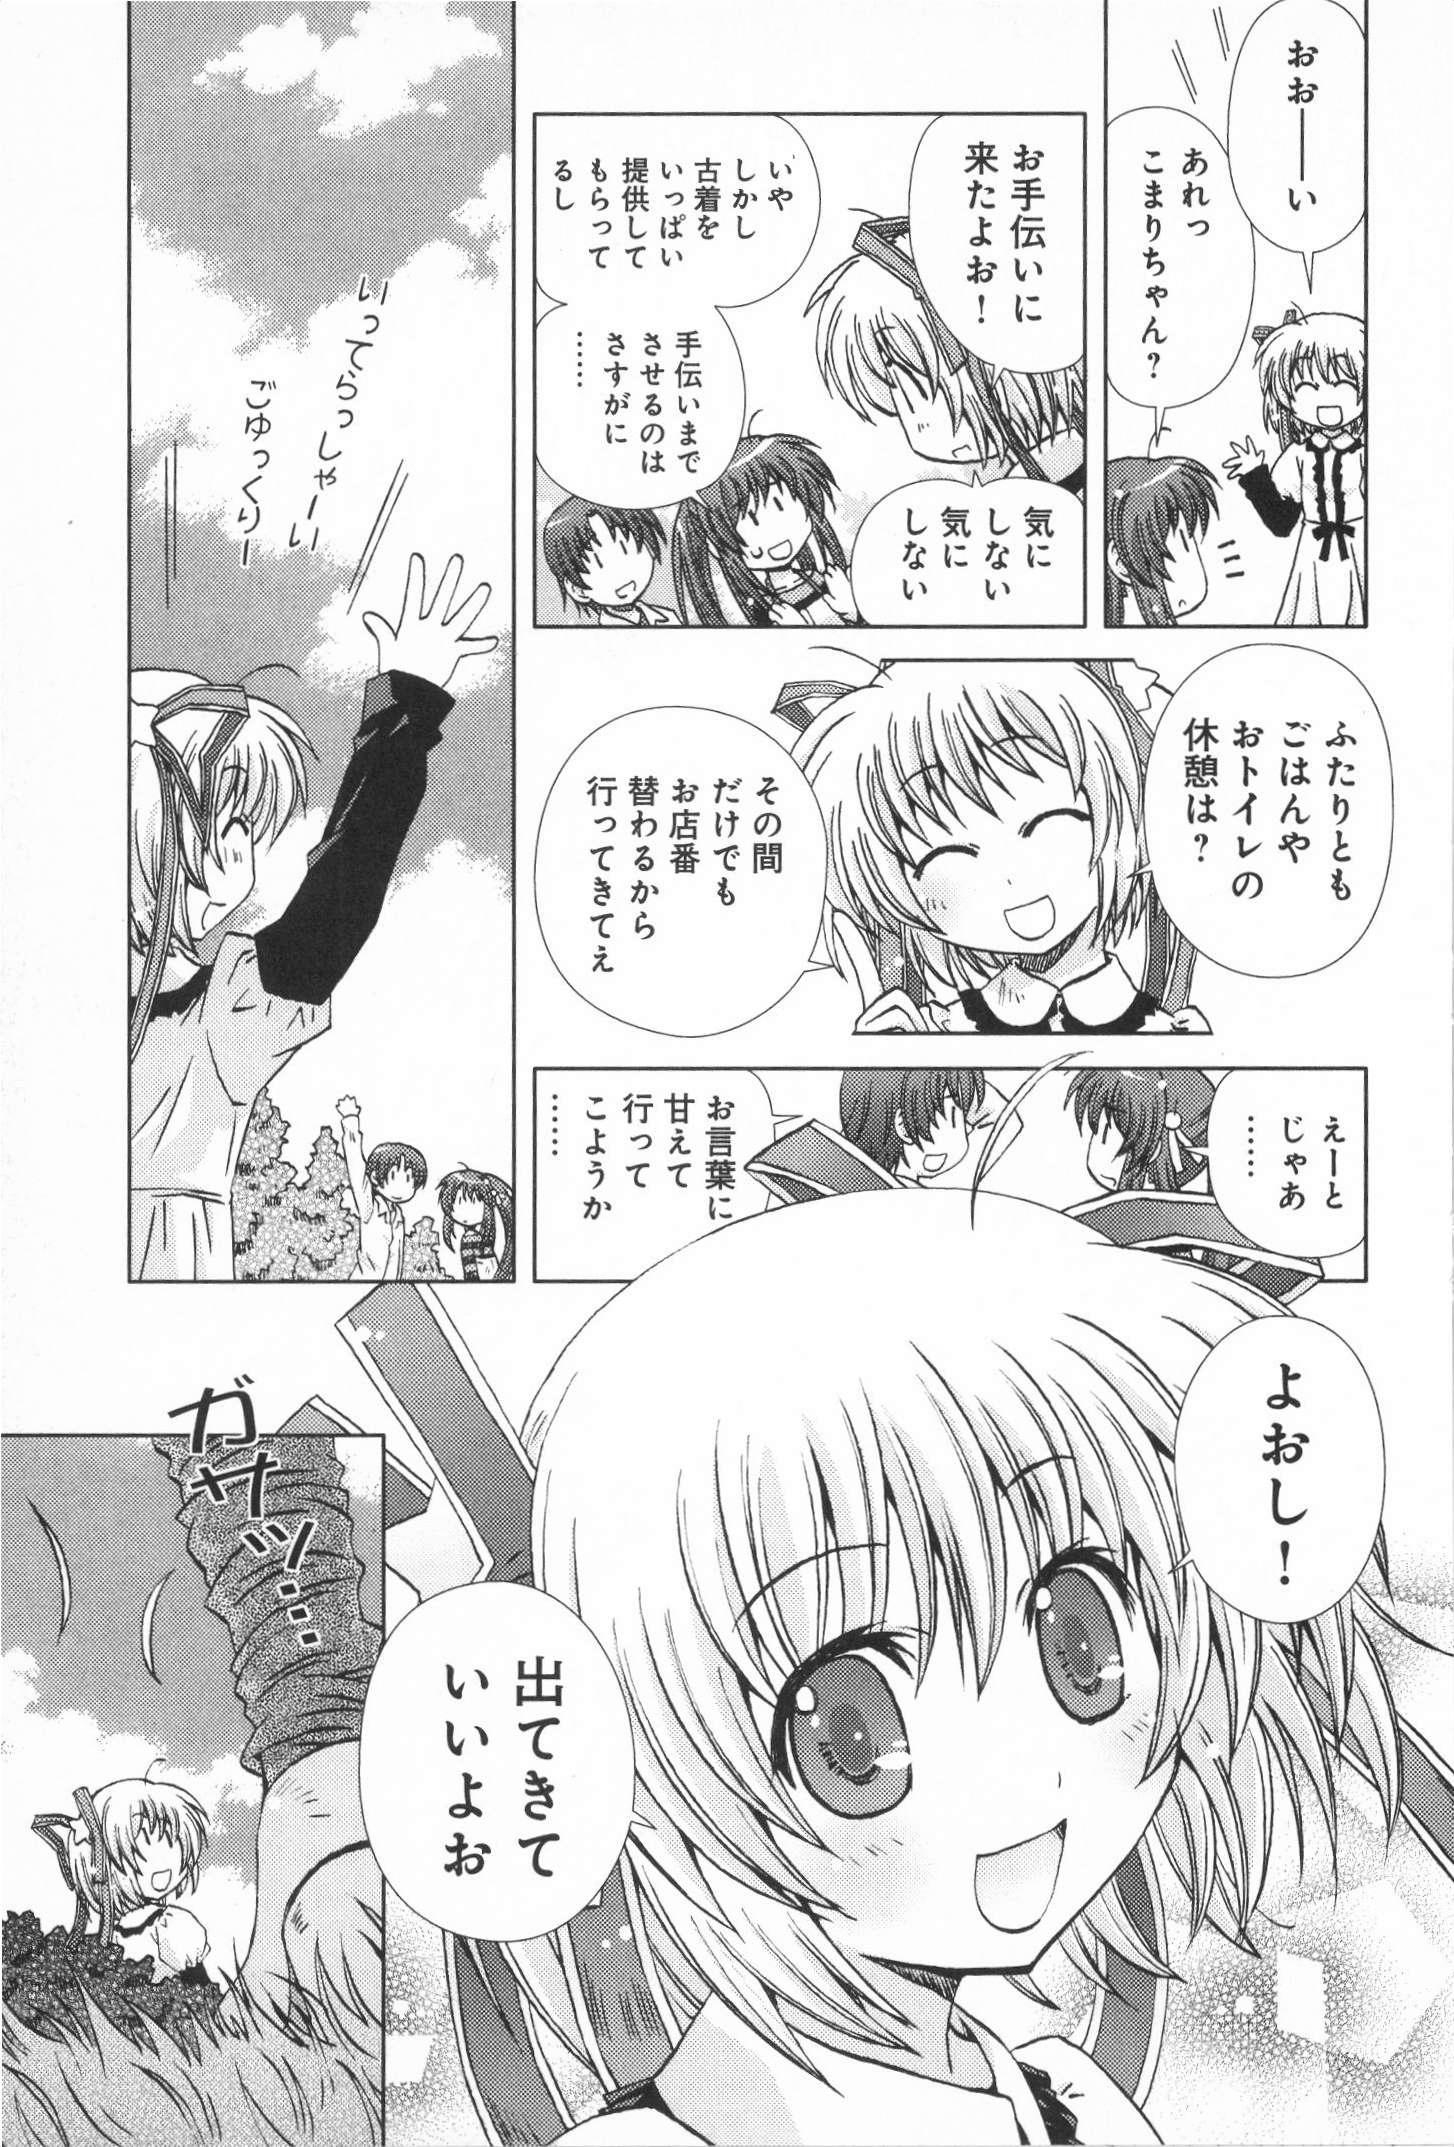 おおーーい
あれっ
こまりちゃん？
お手伝いに
来たよお！
いや
しかし
古着を
いっぱい
提供して
もらって
るし
手伝いまで
させるのは
さすがに
……
気に
しない
気に
しない
ふたりとも
ごはんや
おトイレの
休憩は？
その間
だけでも
お店番
替わるから
行ってきてえ
えーと
じゃあ
……
お言葉に
甘えて
行って
こようか
……
いってらっしゃーい
ごゆっくりー
よおし！
出てきて
いいよお
ガサッ…